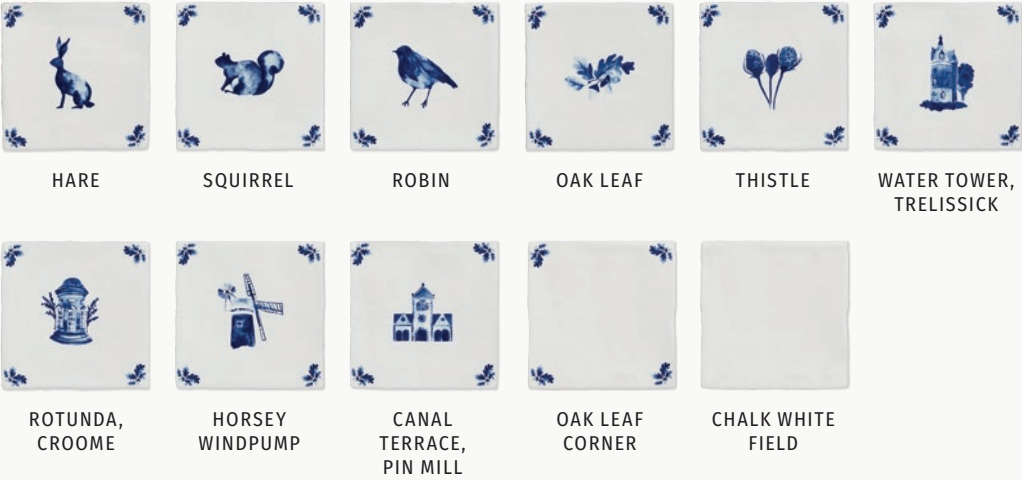 HARE
SQUIRREL
ROBIN
OAK LEAF
THISTLE
WATER TOWER,
TRELISSICK
ROTUNDA,
CROOME
HORSEY
WINDPUMP
CANAL
TERRACE,
PIN MILL
OAK LEAF
CORNER
CHALK WHITE
FIELD